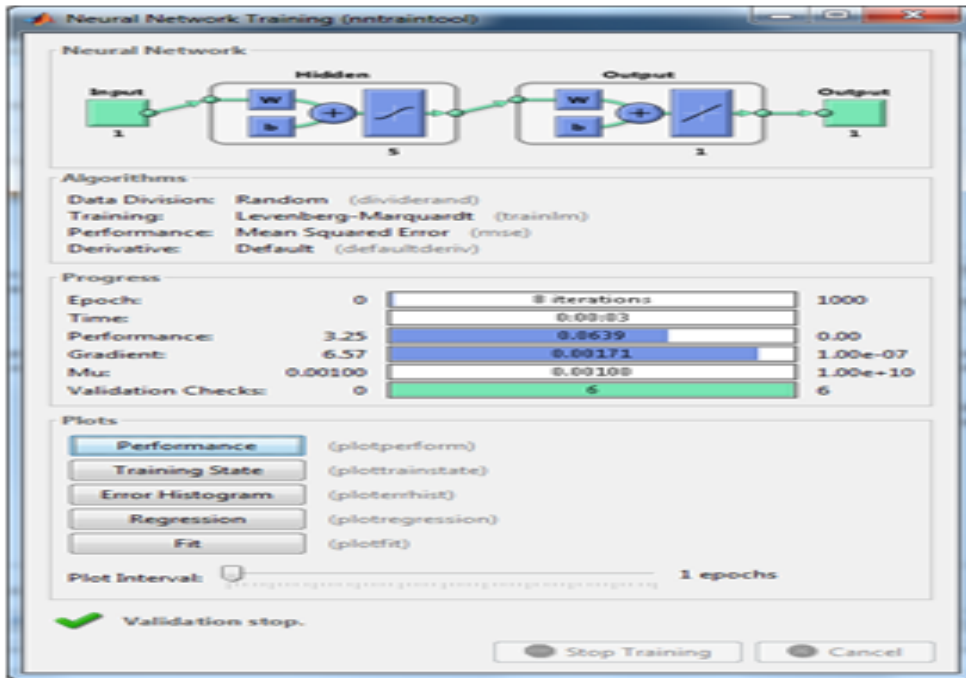 Neural Network Training (nntraintool)
Neural Network
Hidden Output
Input Output
W W
b b
+ +
1 5 1 1
Algorithms
Data Division: Random (dividerand)
Training: Levenberg-Marquardt (trainlm)
Performance: Mean Squared Error (mse)
Derivative: Default (defaultderiv)
Progress
Epoch: 0 8 iterations 1000
Time: 0:00:03
Performance: 3.25 0.0639 0.00
Gradient: 6.57 0.00171 1.00e-07
Mu: 0.00100 0.00100 1.00e+10
Validation Checks: 0 6 6
Plots
Performance (plotperform)
Training State (plottrainstate)
Error Histogram (ploterrhist)
Regression (plotregression)
Fit (plotfit)
Plot Interval: 1 epochs
Validation stop.
Stop Training Cancel